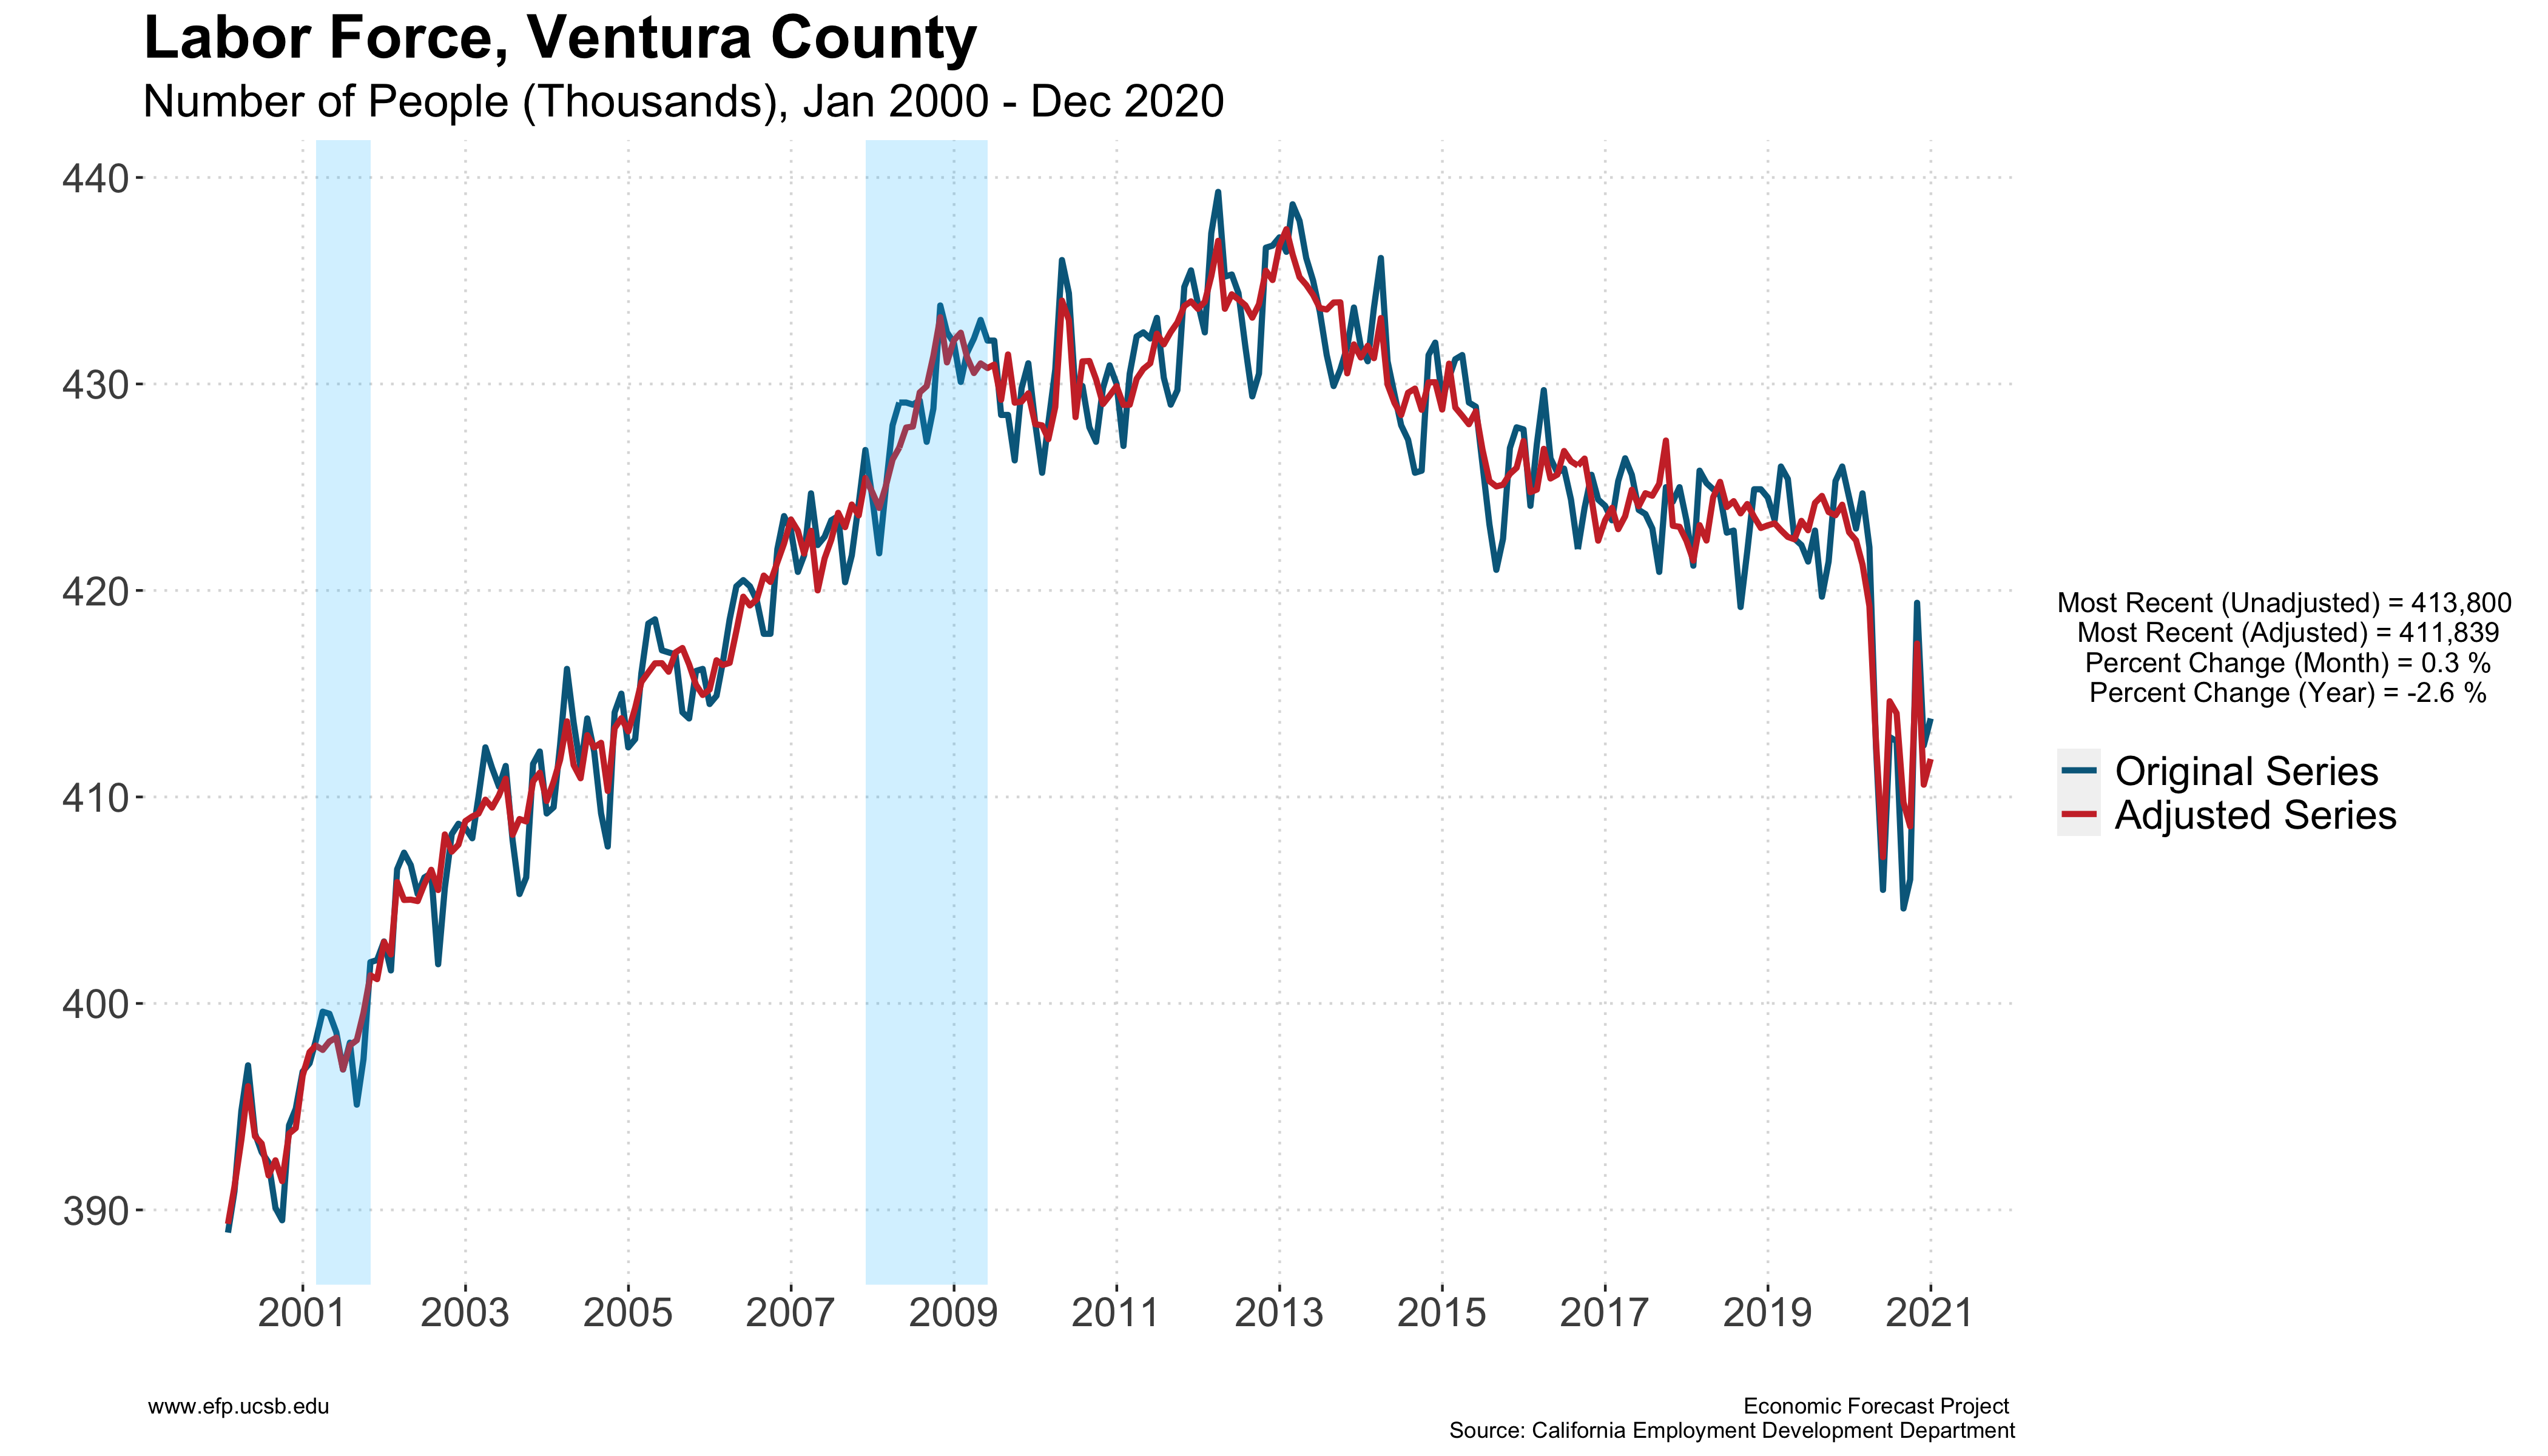 Labor Force, Ventura County
Number of People (Thousands), Jan 2000 - Dec 2020
440
430
420
410
400
390
2001
2003
2005
2007
2009
2011
2013
2015
2017
2019
2021
Most Recent (Unadjusted) = 413,800
Most Recent (Adjusted) = 411,839
Percent Change (Month) = 0.3 %
Percent Change (Year) = -2.6 %
Original Series
Adjusted Series
www.efp.ucsb.edu
Economic Forecast Project
Source: California Employment Development Department